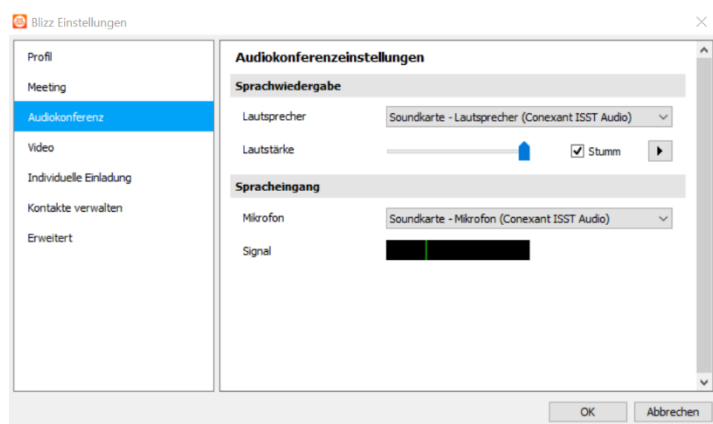 Blizz Einstellungen
Profil
Meeting
Audiokonferenz
Video
Individuelle Einladung
Kontakte verwalten
Erweitert
Audiokonferenzeinstellungen
Sprachwiedergabe
Lautsprecher
Soundkarte - Lautsprecher (Conexant ISST Audio)
Lautstärke
Stumm
Spracheingang
Mikrofon
Soundkarte - Mikrofon (Conexant ISST Audio)
Signal
OK
Abbrechen